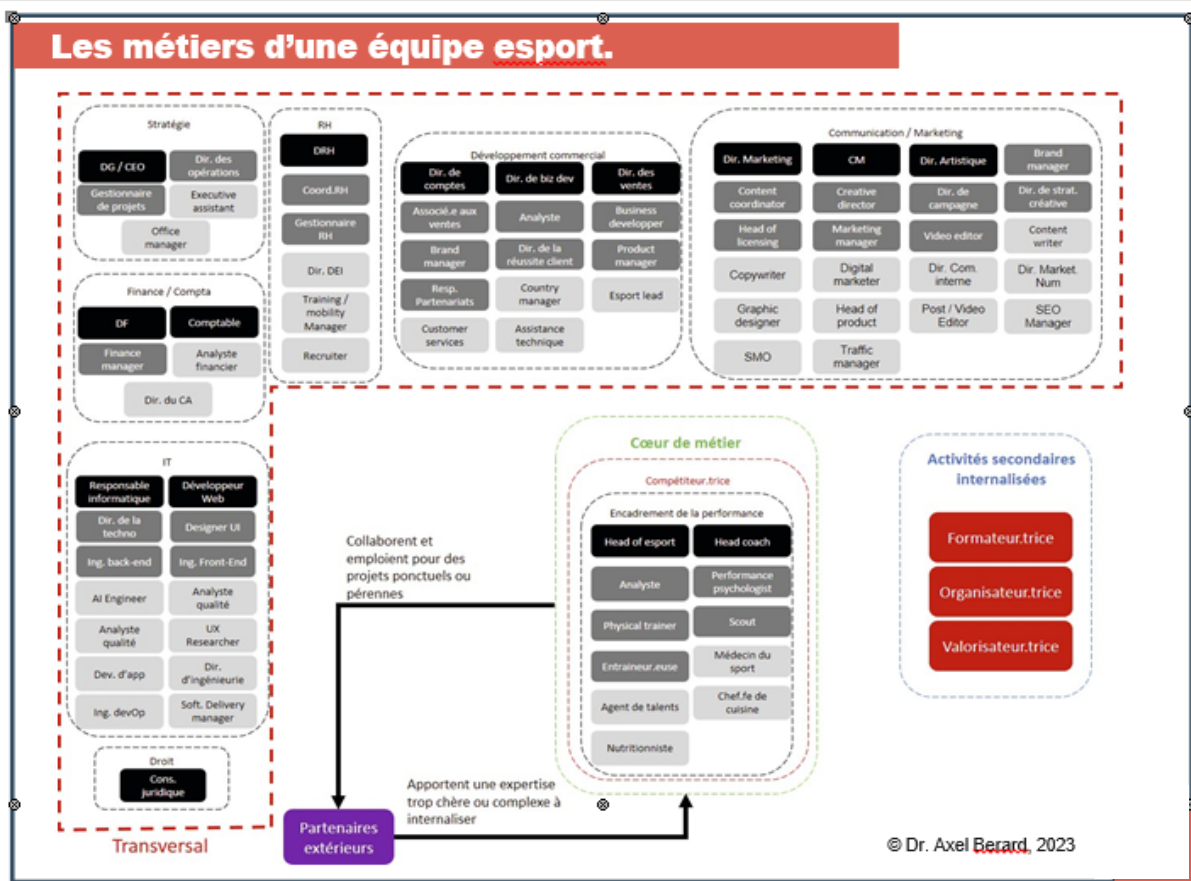 Les métiers d'une équipe esport.
Stratégie
DG / CEO
Dir. des
opérations
Gestionnaire
de projets
Executive
assistant
Office
manager
Finance / Compta
DF
Comptable
Finance
manager
Analyste
financier
Dir. du CA
IT
Responsable
informatique
Développeur
Web
Dir. de la
techno
Designer UI
Ing. back-end
Ing. Front-End
AI Engineer
Analyste
qualité
Analyste
qualité
UX
Researcher
Dev. d'app
Dir.
d'ingénieurie
Ing. devOp
Soft. Delivery
manager
Droit
Cons.
juridique
Transversal
RH
DRH
Coord.RH
Gestionnaire
RH
Dir. DEI
Training /
mobility
Manager
Recruiter
Développement commercial
Dir. de
comptes
Dir. de biz dev
Dir. des
ventes
Associé.e aux
ventes
Analyste
Business
developper
Brand
manager
Dir. de la
réussite client
Product
manager
Resp.
Partenariats
Country
manager
Esport lead
Customer
services
Assistance
technique
Communication / Marketing
Dir. Marketing
CM
Dir. Artistique
Brand
manager
Content
coordinator
Creative
director
Dir. de
campagne
Dir. de strat.
créative
Head of
licensing
Marketing
manager
Video editor
Content
writer
Copywriter
Digital
marketer
Dir. Com.
interne
Dir. Market.
Num
Graphic
designer
Head of
product
Post / Video
Editor
SEO
Manager
SMO
Traffic
manager
Collaborent et
emploient pour des
projets ponctuels ou
pérennes
Cœur de métier
Compétiteur.trice
Encadrement de la performance
Head of esport
Head coach
Analyste
Performance
psychologist
Physical trainer
Scout
Entraineur.euse
Médecin du
sport
Agent de talents
Chef.fe de
cuisine
Nutritionniste
Activités secondaires
internalisées
Formateur.trice
Organisateur.trice
Valorisateur.trice
Apportent une expertise
trop chère ou complexe à
internaliser
Partenaires
extérieurs
© Dr. Axel Berard, 2023